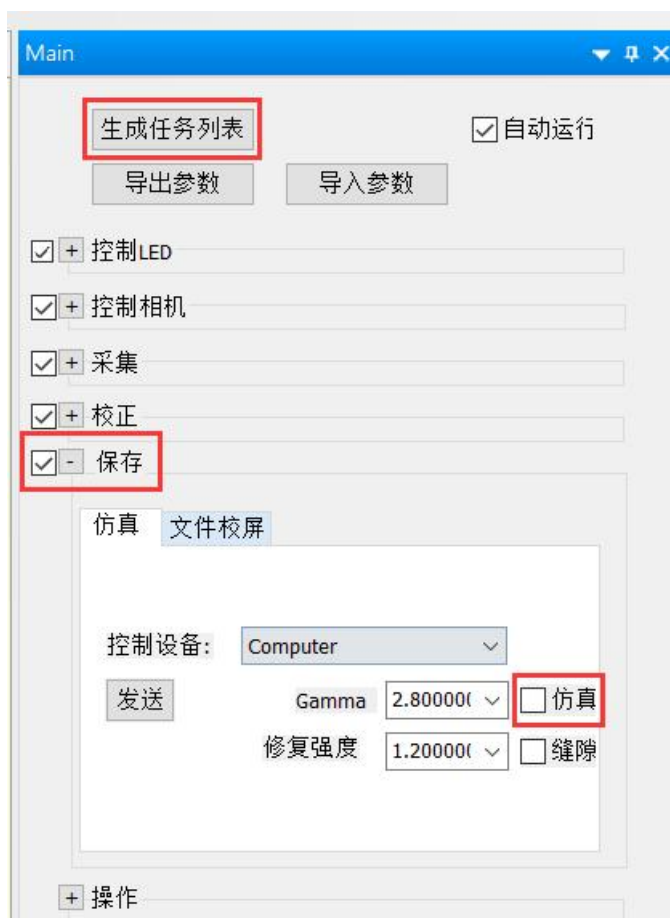 Main
生成任务列表 自动运行
导出参数 导入参数
+ 控制LED
+ 控制相机
+ 采集
+ 校正
- 保存
仿真 文件校屏
控制设备: Computer
发送 Gamma 2.80000( 仿真
修复强度 1.20000( 缝隙
+ 操作